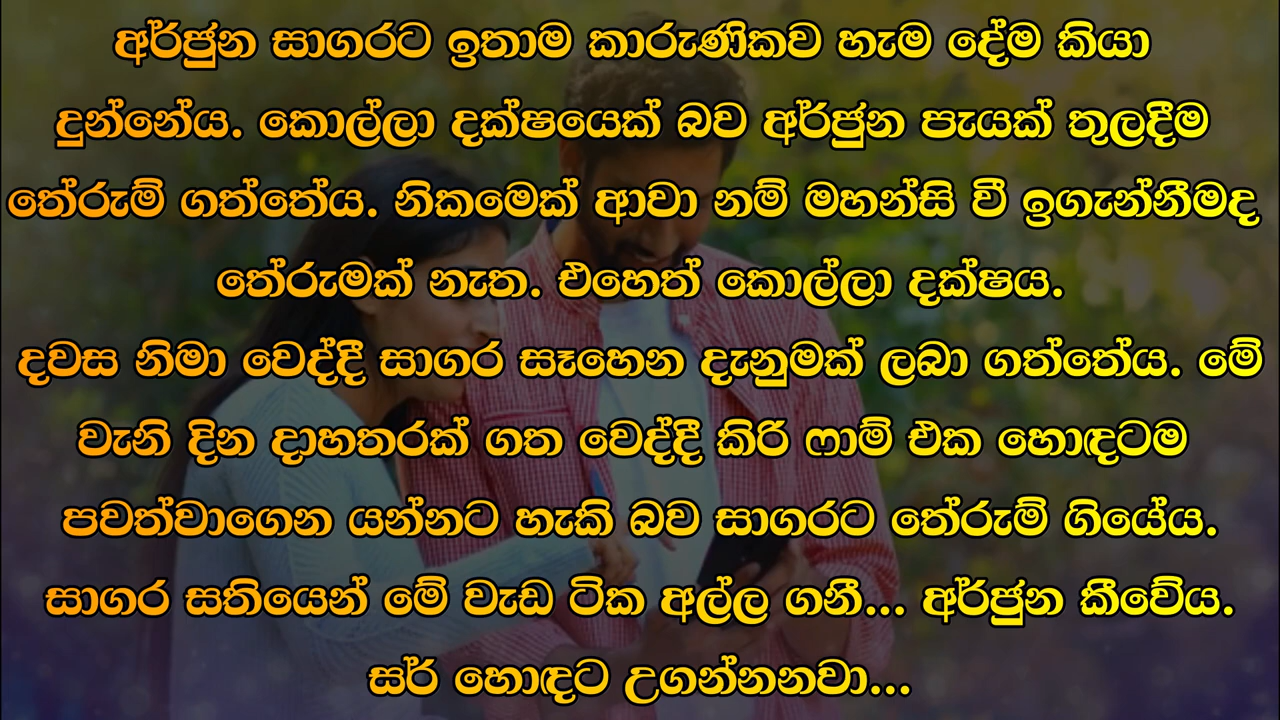 අර්ජුන සාගරට ඉතාම කාරුණිකව හැම දේම කියා
දුන්නේය. කොල්ලා දක්ෂයෙක් බව අර්ජුන පැයක් තුලදීම
තේරුම් ගත්තේය. නිකමෙක් ආවා නම් මහන්සි වී ඉගැන්නීමද
තේරුමක් නැත. එහෙත් කොල්ලා දක්ෂය.
දවස නිමා වෙද්දී සාගර සෑහෙන දැනුමක් ලබා ගත්තේය. මේ
වැනි දින දාහතරක් ගත වෙද්දී කිරි ෆාම් එක හොඳටම
පවත්වාගෙන යන්නට හැකි බව සාගරට තේරුම් ගියේය.
සාගර සතියෙන් මේ වැඩ ටික අල්ල ගනී... අර්ජුන කීවේය.
සර් හොඳට උගන්නනවා...